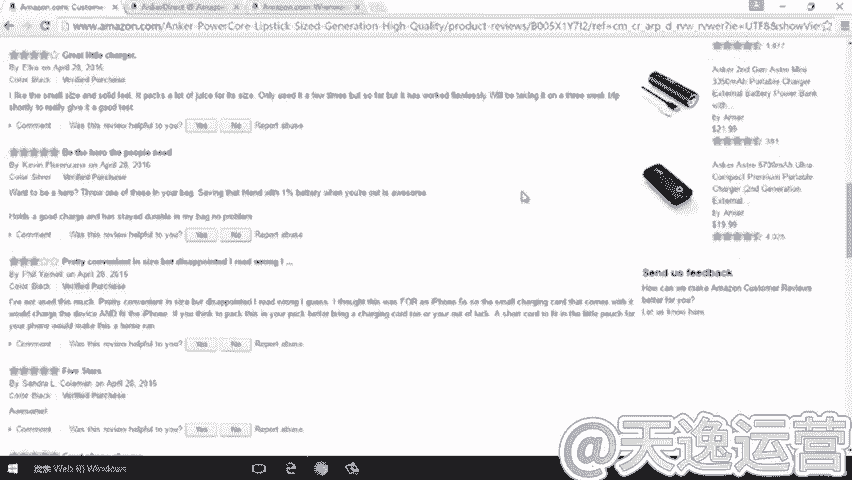 Amazon.com: Custome
AnkerDirect @ Amazon
Amazon.com
www.amazon.com/Anker-PowerCore-Lipstick-Sized-Generation-High-Quality/product-reviews/B005X1Y7I2/ref=cm_cr_arp_d_rvw_rvwer?ie=UTF8&showVie
Great little charger.
By Elba on April 29, 2016
Color: Black Verified Purchase
I like the small size and solid feel. It packs a lot of juice for its size. Only used it a few times but so far but it has worked flawlessly. Will be taking it on a three week trip
shortly to really give it a good test
Comment Was this review helpful to you? Yes No Report abuse
Be the hero the people need
By Kevin on April 28, 2016
Color: Silver Verified Purchase
Want to be a hero? Throw one of these in your bag. Saving that friend with 1% battery when you're out is awesome
Holds a good charge and has stayed durable in my bag no problem
Comment Was this review helpful to you? Yes No Report abuse
Pretty convenient in size but disappointed I read wrong I ...
By Phil on April 28, 2016
Color: Black Verified Purchase
I've not used this much. Pretty convenient in size but disappointed I read wrong I guess. I thought this was FOR an iPhone 6s so the small charging card that comes with it
would charge the device AND fit the iPhone. If you think to pack this in your pack better bring a charging card too or your out of luck. A short card to fit in the little pouch for
your phone would make this a home run
Comment Was this review helpful to you? Yes No Report abuse
Five Stars
By Sandra L. Coleman on April 28, 2016
Color: Black Verified Purchase
Awesome!
Comment Was this review helpful to you? Yes No Report abuse
Anker 2nd Gen Astro Mini
3350mAh Portable Charger
External Battery Power Bank
with...
by Anker
$21.99
381
Anker Astro 6700mAh Ultra
Compact Premium Portable
Charger (2nd Generation
External...
by Anker
$19.99
4,025
Send us feedback
How can we make Amazon Customer Reviews
better for you?
Let us know here.
搜索 Web 和 Windows
@天逸运营